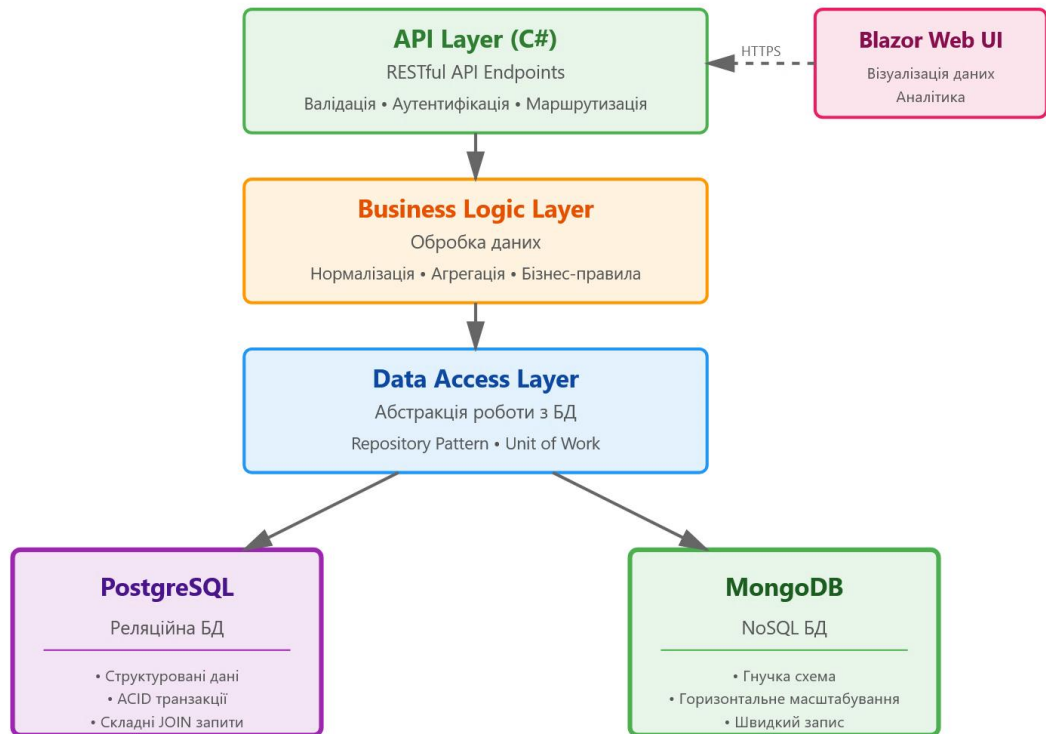 API Layer (C#)
RESTful API Endpoints
Валідація • Аутентифікація • Маршрутизація
HTTPS
Blazor Web UI
Візуалізація даних
Аналітика
Business Logic Layer
Обробка даних
Нормалізація • Агрегація • Бізнес-правила
Data Access Layer
Абстракція роботи з БД
Repository Pattern • Unit of Work
PostgreSQL
Реляційна БД
• Структуровані дані
• ACID транзакції
• Складні JOIN запити
MongoDB
NoSQL БД
• Гнучка схема
• Горизонтальне масштабування
• Швидкий запис